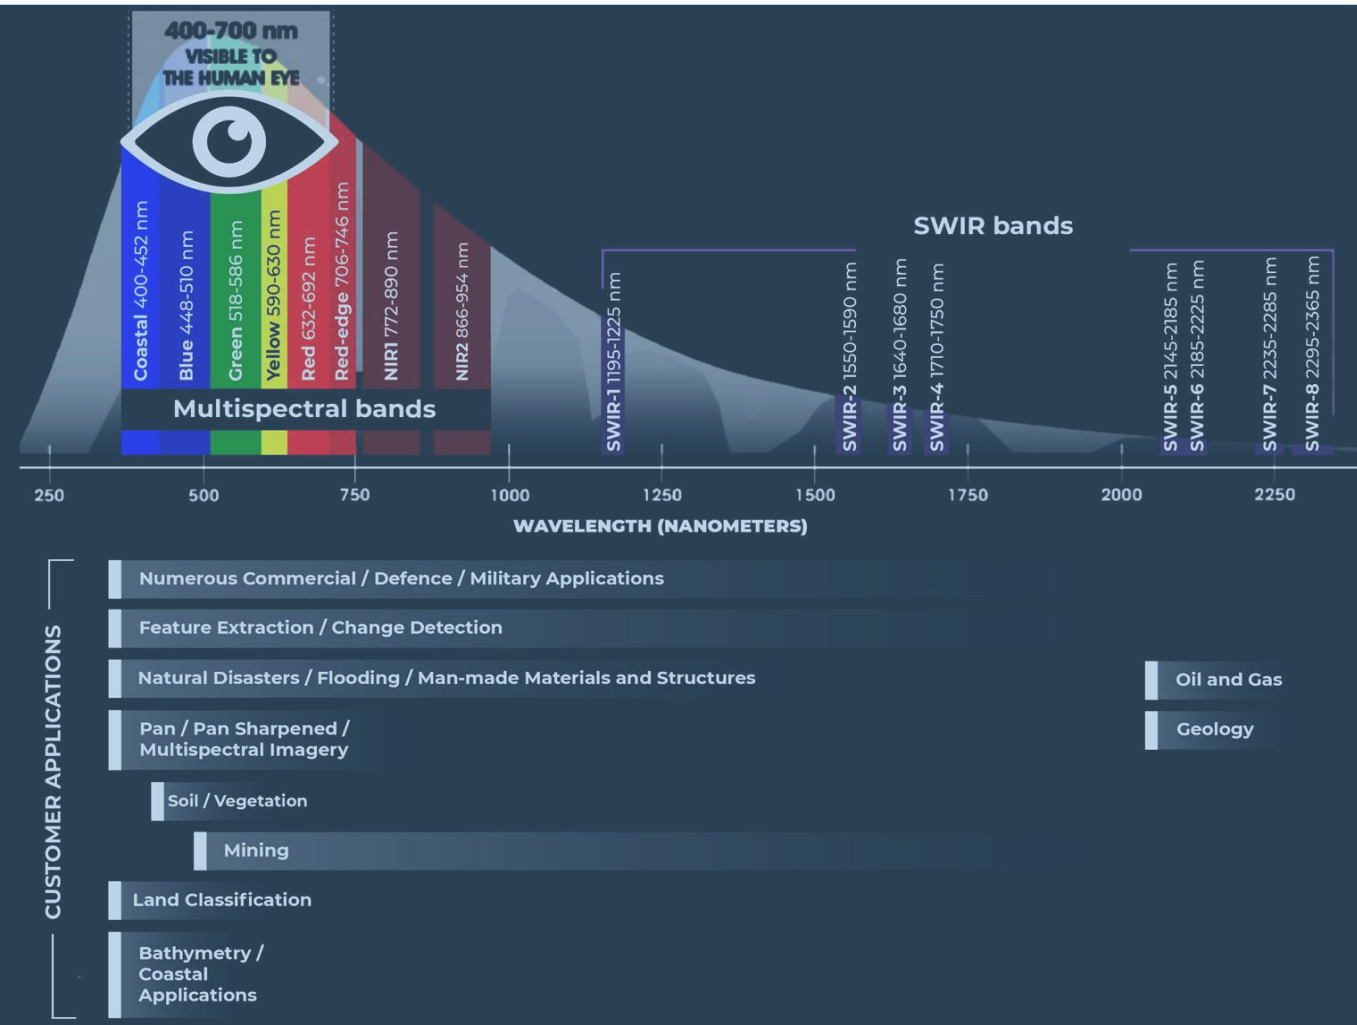 400-700 nm
VISIBLE TO
THE HUMAN EYE
Coastal 400-452 nm
Blue 448-510 nm
Green 518-586 nm
Yellow 590-630 nm
Red 632-692 nm
Red-edge 706-746 nm
NIR1 772-890 nm
NIR2 866-954 nm
Multispectral bands
SWIR bands
SWIR-1 1195-1225 nm
SWIR-2 1550-1590 nm
SWIR-3 1640-1680 nm
SWIR-4 1710-1750 nm
SWIR-5 2145-2185 nm
SWIR-6 2185-2225 nm
SWIR-7 2235-2285 nm
SWIR-8 2295-2365 nm
250 500 750 1000 1250 1500 1750 2000 2250
WAVELENGTH (NANOMETERS)
CUSTOMER APPLICATIONS
Numerous Commercial / Defence / Military Applications
Feature Extraction / Change Detection
Natural Disasters / Flooding / Man-made Materials and Structures
Oil and Gas
Pan / Pan Sharpened /
Multispectral Imagery
Geology
Soil / Vegetation
Mining
Land Classification
Bathymetry /
Coastal
Applications